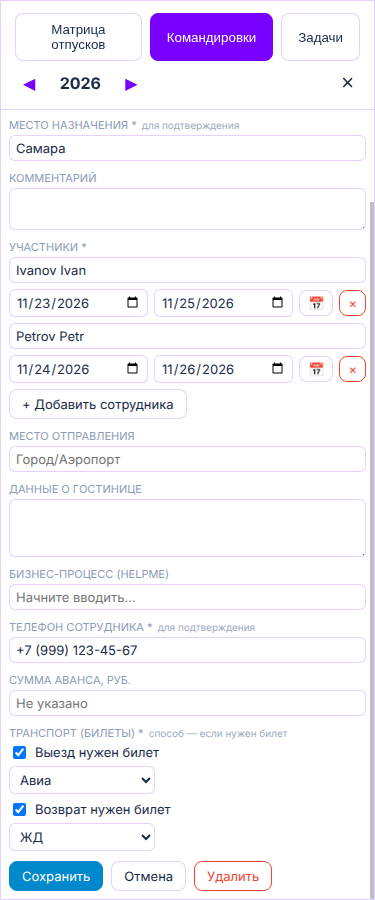 Матрица
отпусков
Командировки
Задачи
◀ 2026 ▶ ×
МЕСТО НАЗНАЧЕНИЯ * для подтверждения
Самара
КОММЕНТАРИЙ
УЧАСТНИКИ *
Ivanov Ivan
11/23/2026 11/25/2026 ×
Petrov Petr
11/24/2026 11/26/2026 ×
+ Добавить сотрудника
МЕСТО ОТПРАВЛЕНИЯ
Город/Аэропорт
ДАННЫЕ О ГОСТИНИЦЕ
БИЗНЕС-ПРОЦЕСС (HELPME)
Начните вводить...
ТЕЛЕФОН СОТРУДНИКА * для подтверждения
+7 (999) 123-45-67
СУММА АВАНСА, РУБ.
Не указано
ТРАНСПОРТ (БИЛЕТЫ) * способ — если нужен билет
Выезд нужен билет
Авиа
Возврат нужен билет
ЖД
Сохранить Отмена Удалить